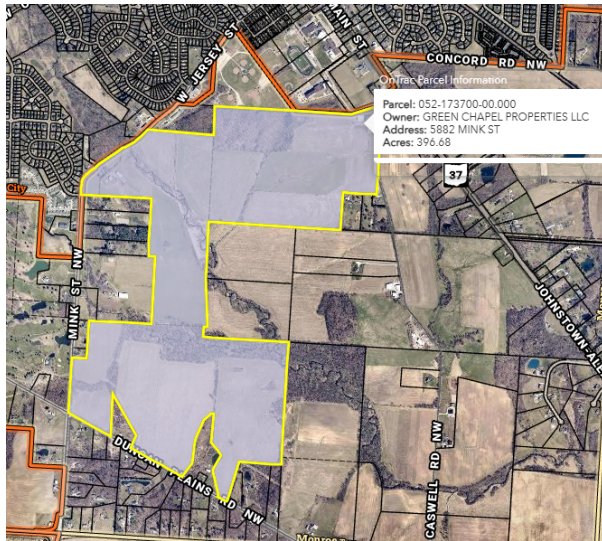 W JERSEY ST
MAIN ST
CONCORD RD NW
OnTrac Parcel Information
Parcel: 052-173700-00.000
Owner: GREEN CHAPEL PROPERTIES LLC
Address: 5882 MINK ST
Acres: 396.68
37
City
MINK ST NW
JOHNSTOWN-ALE
DUNCAN PLAINS RD NW
CASWELL RD NW